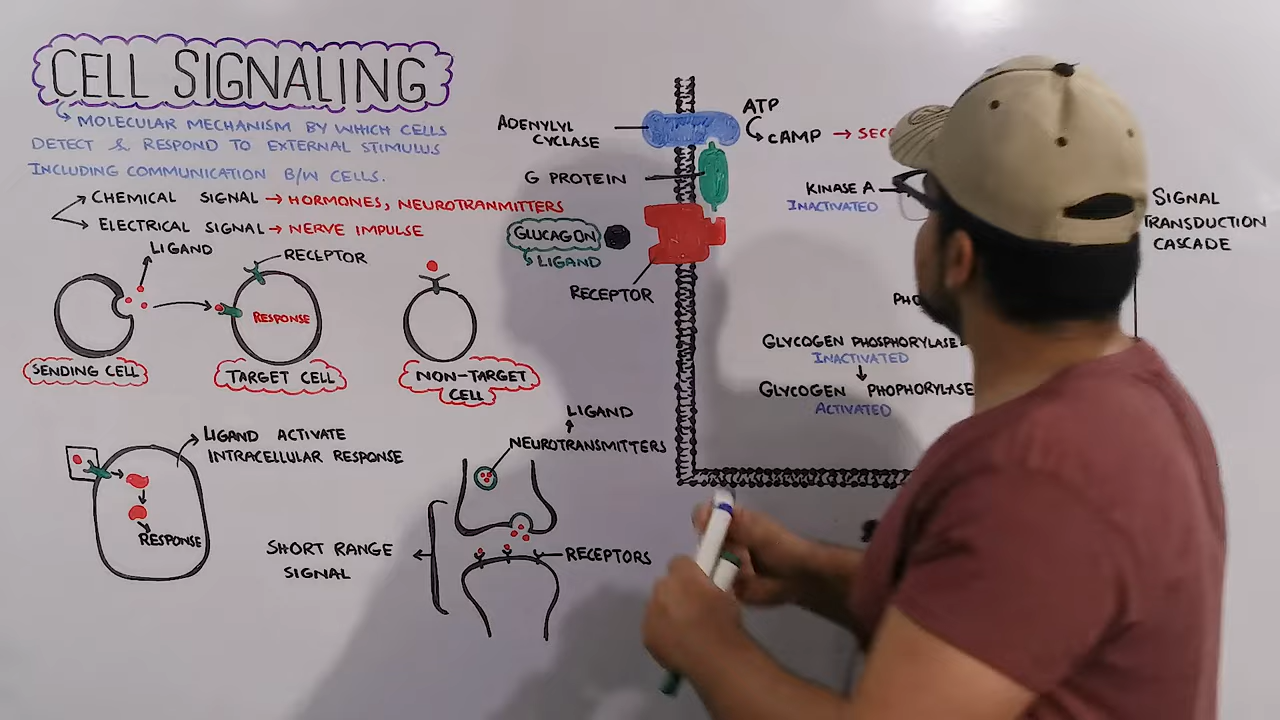 CELL SIGNALING
MOLECULAR MECHANISM BY WHICH CELLS
DETECT & RESPOND TO EXTERNAL STIMULUS
INCLUDING COMMUNICATION B/W CELLS.
CHEMICAL SIGNAL → HORMONES, NEUROTRANMITTERS
ELECTRICAL SIGNAL → NERVE IMPULSE
LIGAND
RECEPTOR
RESPONSE
SENDING CELL
TARGET CELL
NON-TARGET
CELL
LIGAND ACTIVATE
INTRACELLULAR RESPONSE
RESPONSE
LIGAND
NEUROTRANSMITTERS
SHORT RANGE
SIGNAL
RECEPTORS
ADENYLYL
CYCLASE
G PROTEIN
GLUCAGON
LIGAND
RECEPTOR
ATP
cAMP →
KINASE A
INACTIVATED
GLYCOGEN PHOSPHORYLASE
INACTIVATED
GLYCOGEN PHOPHORYLASE
ACTIVATED
SIGNAL
TRANSDUCTION
CASCADE